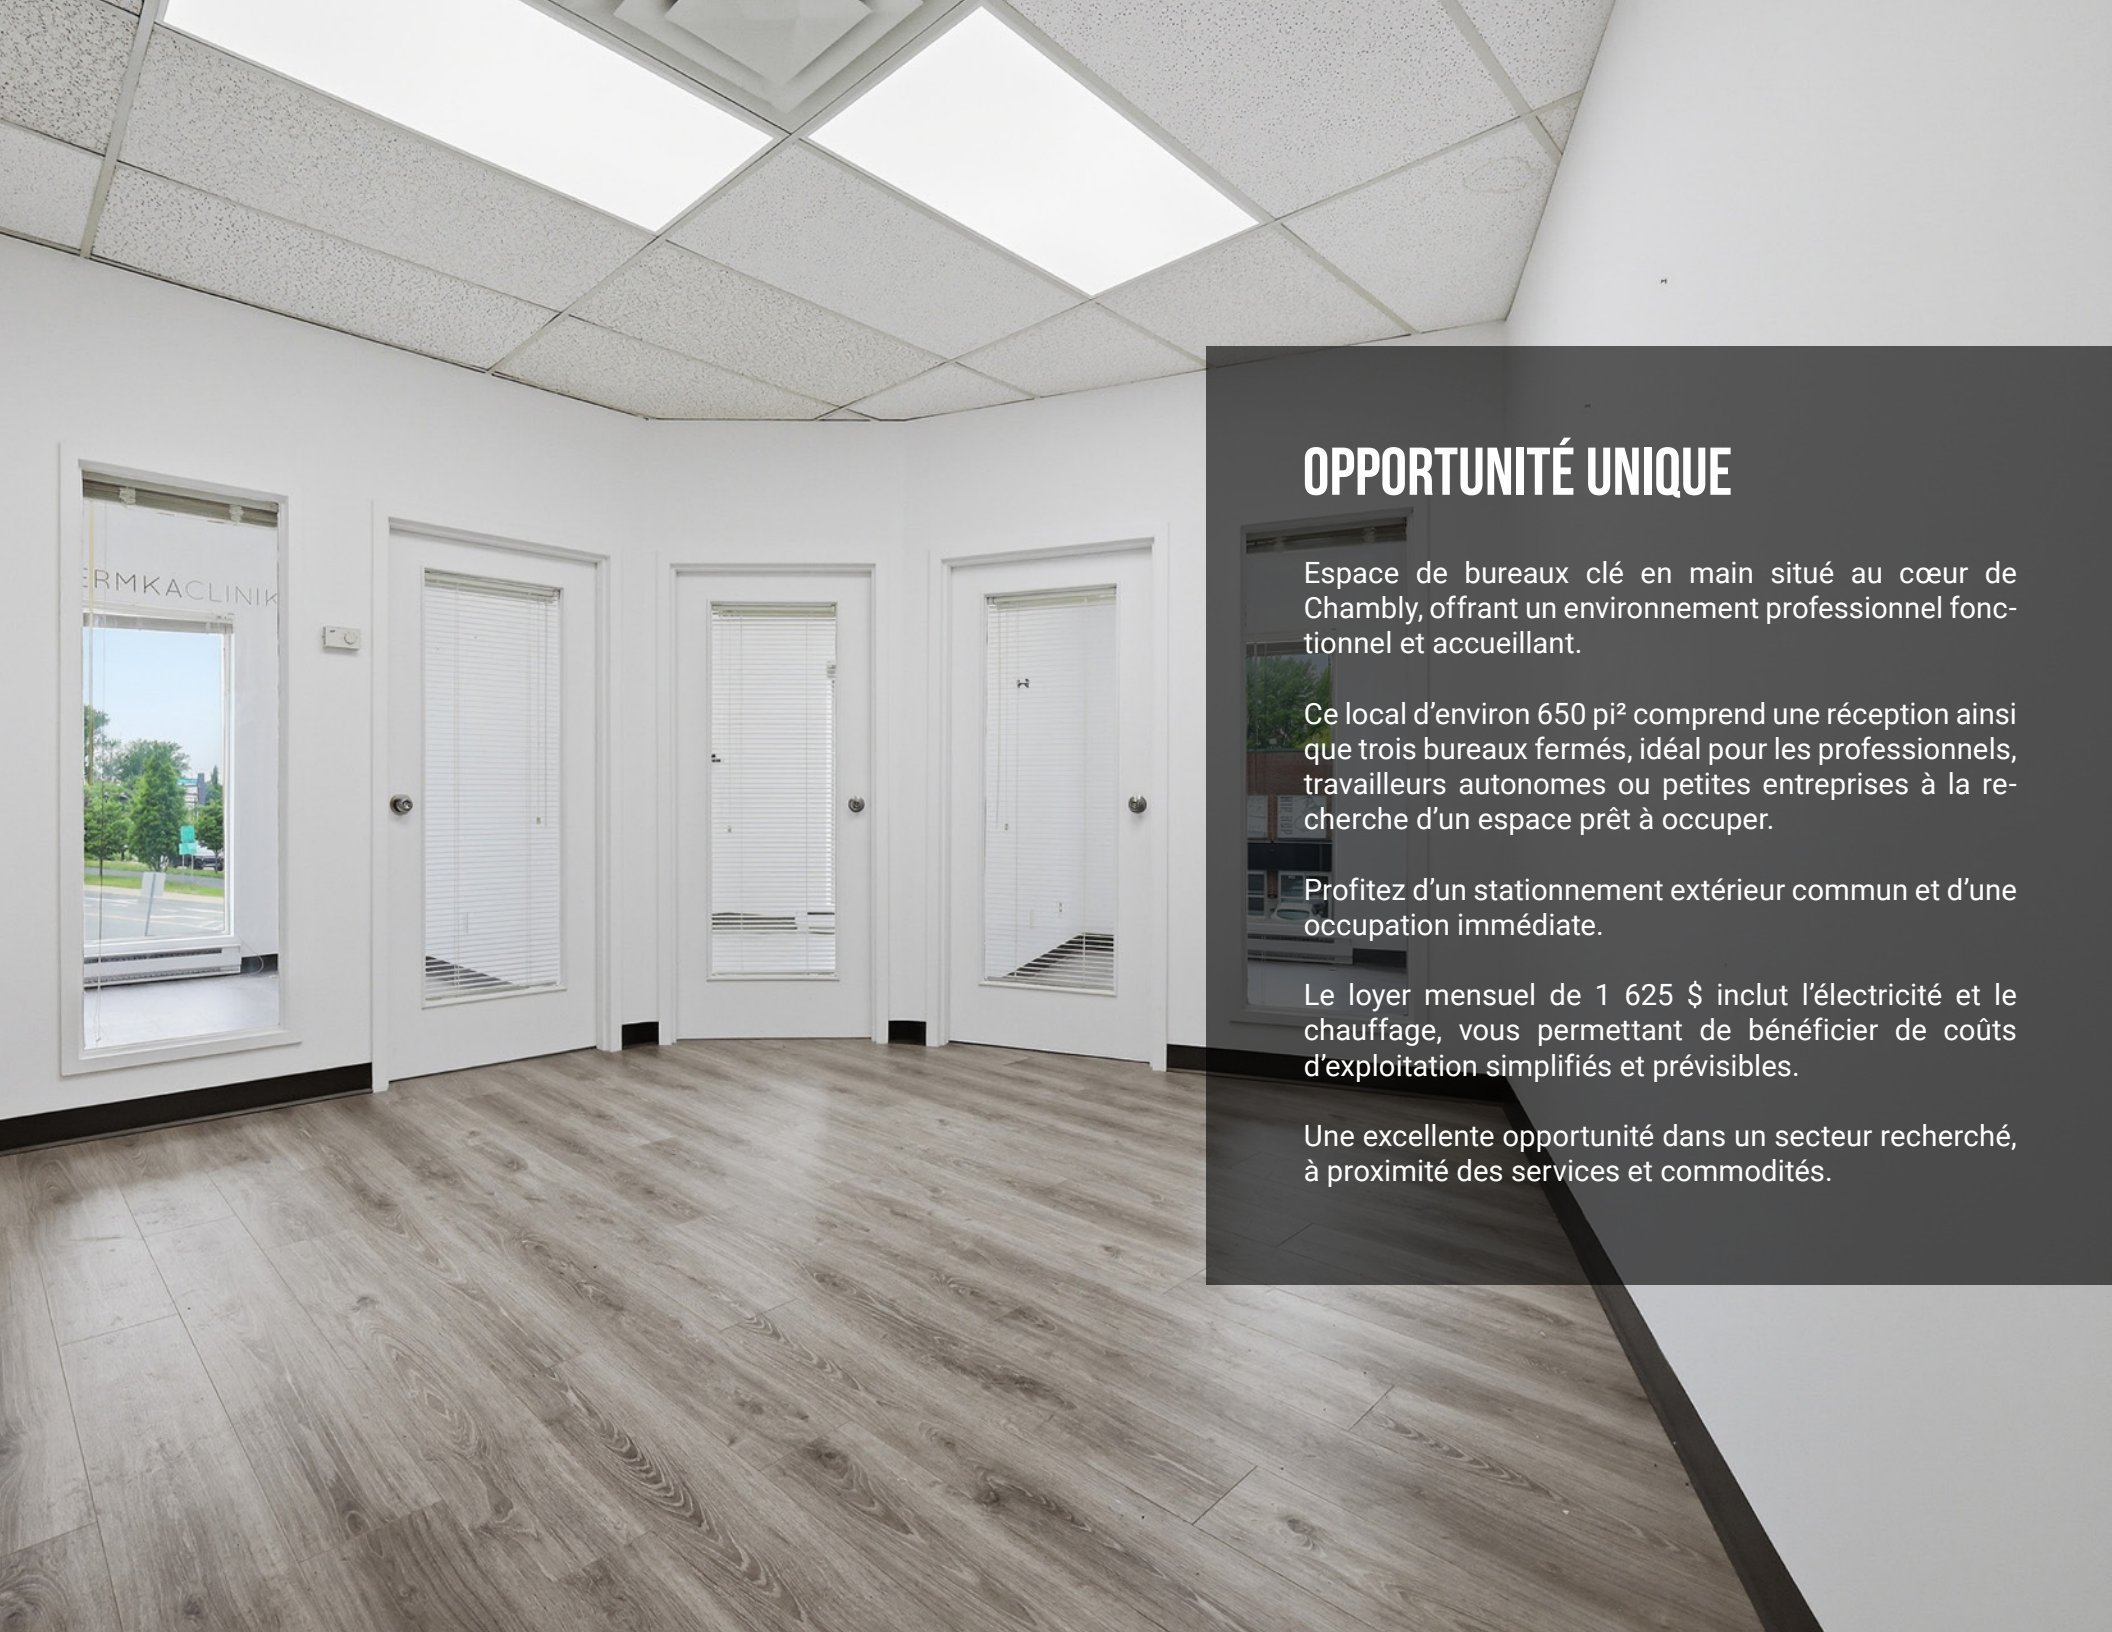 ERMKACLINIK
OPPORTUNITÉ UNIQUE
Espace de bureaux clé en main situé au cœur de
Chambly, offrant un environnement professionnel fonc-
tionnel et accueillant.
Ce local d’environ 650 pi² comprend une réception ainsi
que trois bureaux fermés, idéal pour les professionnels,
travailleurs autonomes ou petites entreprises à la re-
cherche d’un espace prêt à occuper.
Profitez d’un stationnement extérieur commun et d’une
occupation immédiate.
Le loyer mensuel de 1 625 $ inclut l’électricité et le
chauffage, vous permettant de bénéficier de coûts
d’exploitation simplifiés et prévisibles.
Une excellente opportunité dans un secteur recherché,
à proximité des services et commodités.